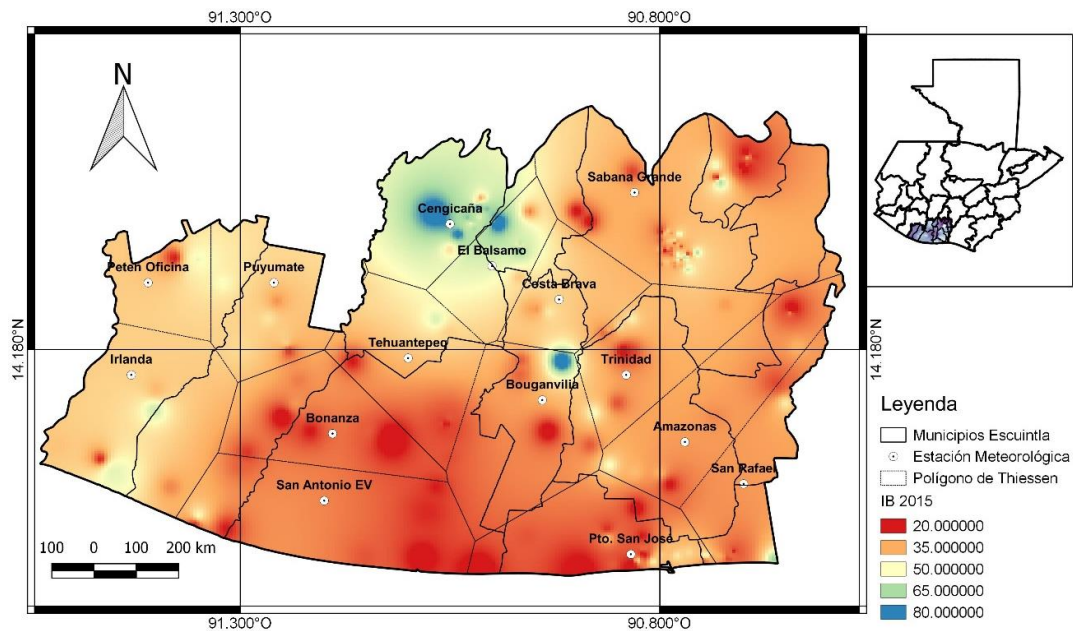 91.300°O
90.800°O
N
14.180°N
14.180°N
Sabana Grande
Cengicaña
El Balsamo
Peten Oficina
Puyumate
Costa Brava
Tehuantepeq
Irlanda
Trinidad
Bouganvilia
Bonanza
Amazonas
San Rafael
San Antonio EV
Pto. San José
100 0 100 200 km
91.300°O
90.800°O
Leyenda
Municipios Escuintla
Estación Meteorológica
Polígono de Thiessen
IB 2015
20.000000
35.000000
50.000000
65.000000
80.000000